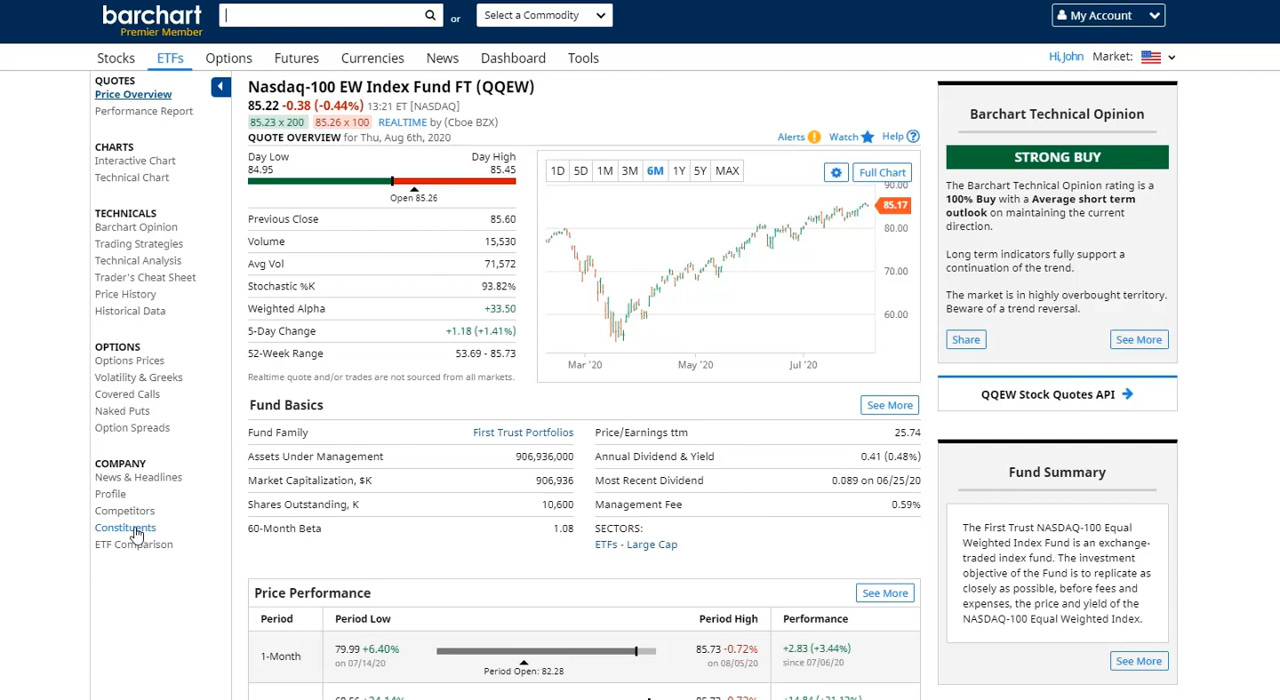 barchart
Premier Member
or
Select a Commodity
My Account
Stocks ETFs Options Futures Currencies News Dashboard Tools
Hi, John Market:
QUOTES
Price Overview
Performance Report
CHARTS
Interactive Chart
Technical Chart
TECHNICALS
Barchart Opinion
Trading Strategies
Technical Analysis
Trader's Cheat Sheet
Price History
Historical Data
OPTIONS
Options Prices
Volatility & Greeks
Covered Calls
Naked Puts
Option Spreads
COMPANY
News & Headlines
Profile
Competitors
Constituents
ETF Comparison
Nasdaq-100 EW Index Fund FT (QQEW)
85.22 -0.38 (-0.44%) 13:21 ET [NASDAQ]
85.23 x 200 85.26 x 100 REALTIME by (Cboe BZX)
QUOTE OVERVIEW for Thu, Aug 6th, 2020
Alerts Watch Help
Day Low Day High
84.95 85.45
Open 85.26
Previous Close 85.60
Volume 15,530
Avg Vol 71,572
Stochastic %K 93.82%
Weighted Alpha +33.50
5-Day Change +1.18 (+1.41%)
52-Week Range 53.69 - 85.73
Realtime quote and/or trades are not sourced from all markets.
1D 5D 1M 3M 6M 1Y 5Y MAX Full Chart
90.00
85.17
80.00
70.00
60.00
Mar '20 May '20 Jul '20
Fund Basics See More
Fund Family First Trust Portfolios
Assets Under Management 906,936,000
Market Capitalization, $K 906,936
Shares Outstanding, K 10,600
60-Month Beta 1.08
Price/Earnings ttm 25.74
Annual Dividend & Yield 0.41 (0.48%)
Most Recent Dividend 0.089 on 06/25/20
Management Fee 0.59%
SECTORS:
ETFs - Large Cap
Price Performance See More
Period Period Low Period High Performance
1-Month
79.99 +6.40%
on 07/14/20
Period Open: 82.28
85.73 -0.72%
on 08/05/20
+2.83 (+3.44%)
since 07/06/20
Barchart Technical Opinion
STRONG BUY
The Barchart Technical Opinion rating is a
100% Buy with a Average short term
outlook on maintaining the current
direction.
Long term indicators fully support a
continuation of the trend.
The market is in highly overbought territory.
Beware of a trend reversal.
Share See More
QQEW Stock Quotes API
Fund Summary
The First Trust NASDAQ-100 Equal
Weighted Index Fund is an exchange-
traded index fund. The investment
objective of the Fund is to replicate as
closely as possible, before fees and
expenses, the price and yield of the
NASDAQ-100 Equal Weighted Index.
See More